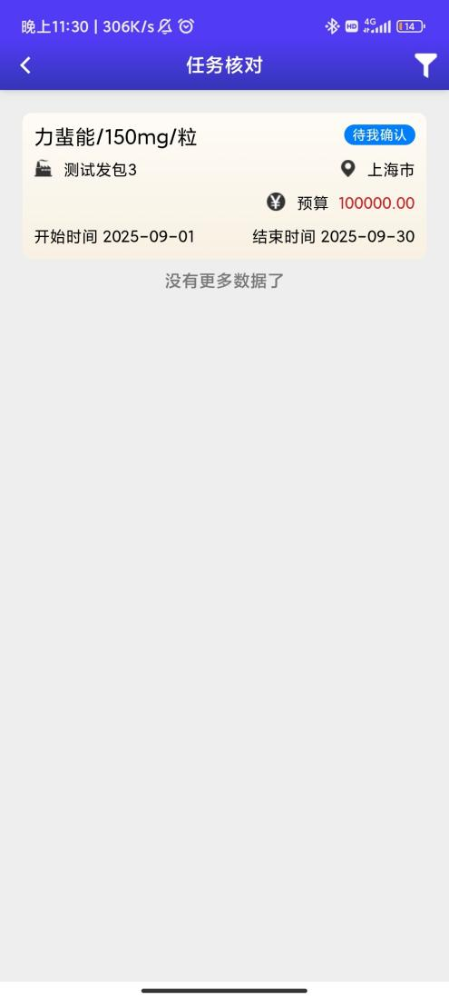 晚上11:30 | 306K/s
HD 4G 14
任务核对
力蜚能/150mg/粒 待我确认
测试发包3 上海市
预算 100000.00
开始时间 2025-09-01 结束时间 2025-09-30
没有更多数据了